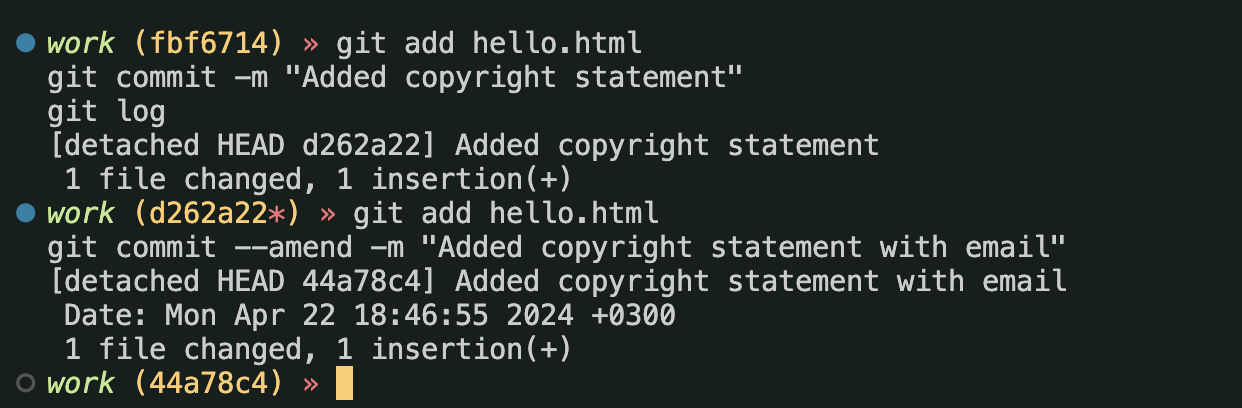 work (fbf6714) » git add hello.html
git commit -m "Added copyright statement"
git log
[detached HEAD d262a22] Added copyright statement
 1 file changed, 1 insertion(+)
work (d262a22*) » git add hello.html
git commit --amend -m "Added copyright statement with email"
[detached HEAD 44a78c4] Added copyright statement with email
 Date: Mon Apr 22 18:46:55 2024 +0300
 1 file changed, 1 insertion(+)
work (44a78c4) »